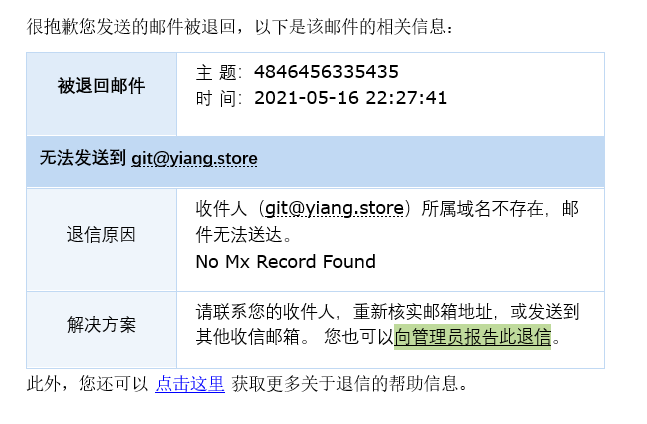 很抱歉您发送的邮件被退回，以下是该邮件的相关信息：
被退回邮件
主 题：4846456335435
时 间：2021-05-16 22:27:41
无法发送到 git@yiang.store
退信原因
收件人（git@yiang.store）所属域名不存在，邮
件无法送达。
No Mx Record Found
解决方案
请联系您的收件人，重新核实邮箱地址，或发送到
其他收信邮箱。 您也可以向管理员报告此退信。
此外，您还可以 点击这里 获取更多关于退信的帮助信息。